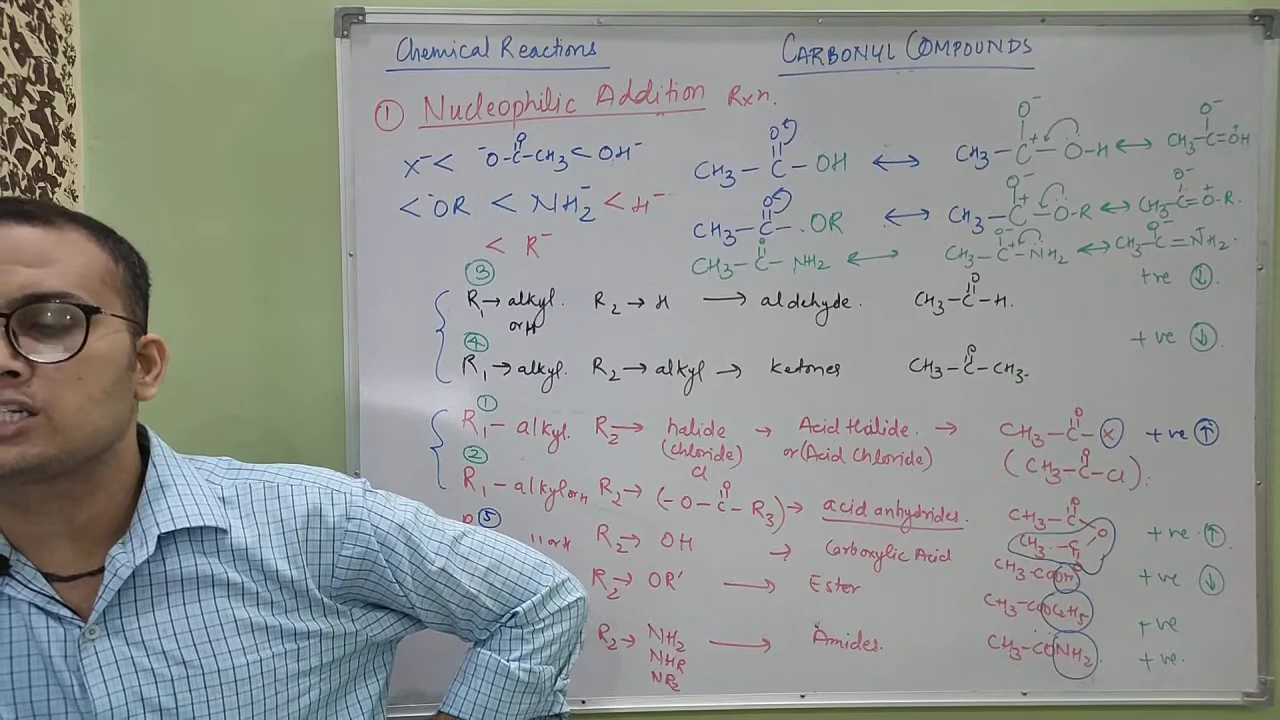 Chemical Reactions
CARBONYL COMPOUNDS
① Nucleophilic Addition Rxn.
X⁻ < ⁻O-C(=O)-CH₃ < OH⁻
< ⁻OR < NH₂⁻ < H⁻
< R⁻
CH₃-C(=O)-OH ↔ CH₃-C⁺(O⁻)-Ö-H ↔ CH₃-C(O⁻)=O⁺H
CH₃-C(=O)-OR ↔ CH₃-C⁺(O⁻)-Ö-R ↔ CH₃-C(O⁻)=O⁺-R.
CH₃-C(=O)-NH₂ ↔ CH₃-C⁺(O⁻)-N̈H₂ ↔ CH₃-C(O⁻)=N⁺H₂.
+ve ↓
③
R₁ → alkyl. or H R₂ → H → aldehyde. CH₃-C(=O)-H.
+ve ↓
④
R₁ → alkyl. R₂ → alkyl → ketones CH₃-C(=O)-CH₃.
①
R₁ - alkyl. R₂ → halide → Acid Halide. → CH₃-C(=O)-X +ve ↑
(chloride) or (Acid Chloride) (CH₃-C(=O)-Cl).
Cl
②
R₁ - alkyl or H R₂ → (-O-C(=O)-R₃) → acid anhydrides. +ve ↑
⑤
R₂ → OH → Carboxylic Acid CH₃-COOH +ve ↓
R₂ → OR' → Ester CH₃-COOC₂H₅ +ve
R₂ → NH₂ → Amides. CH₃-CONH₂ +ve.
NHR
NR₂